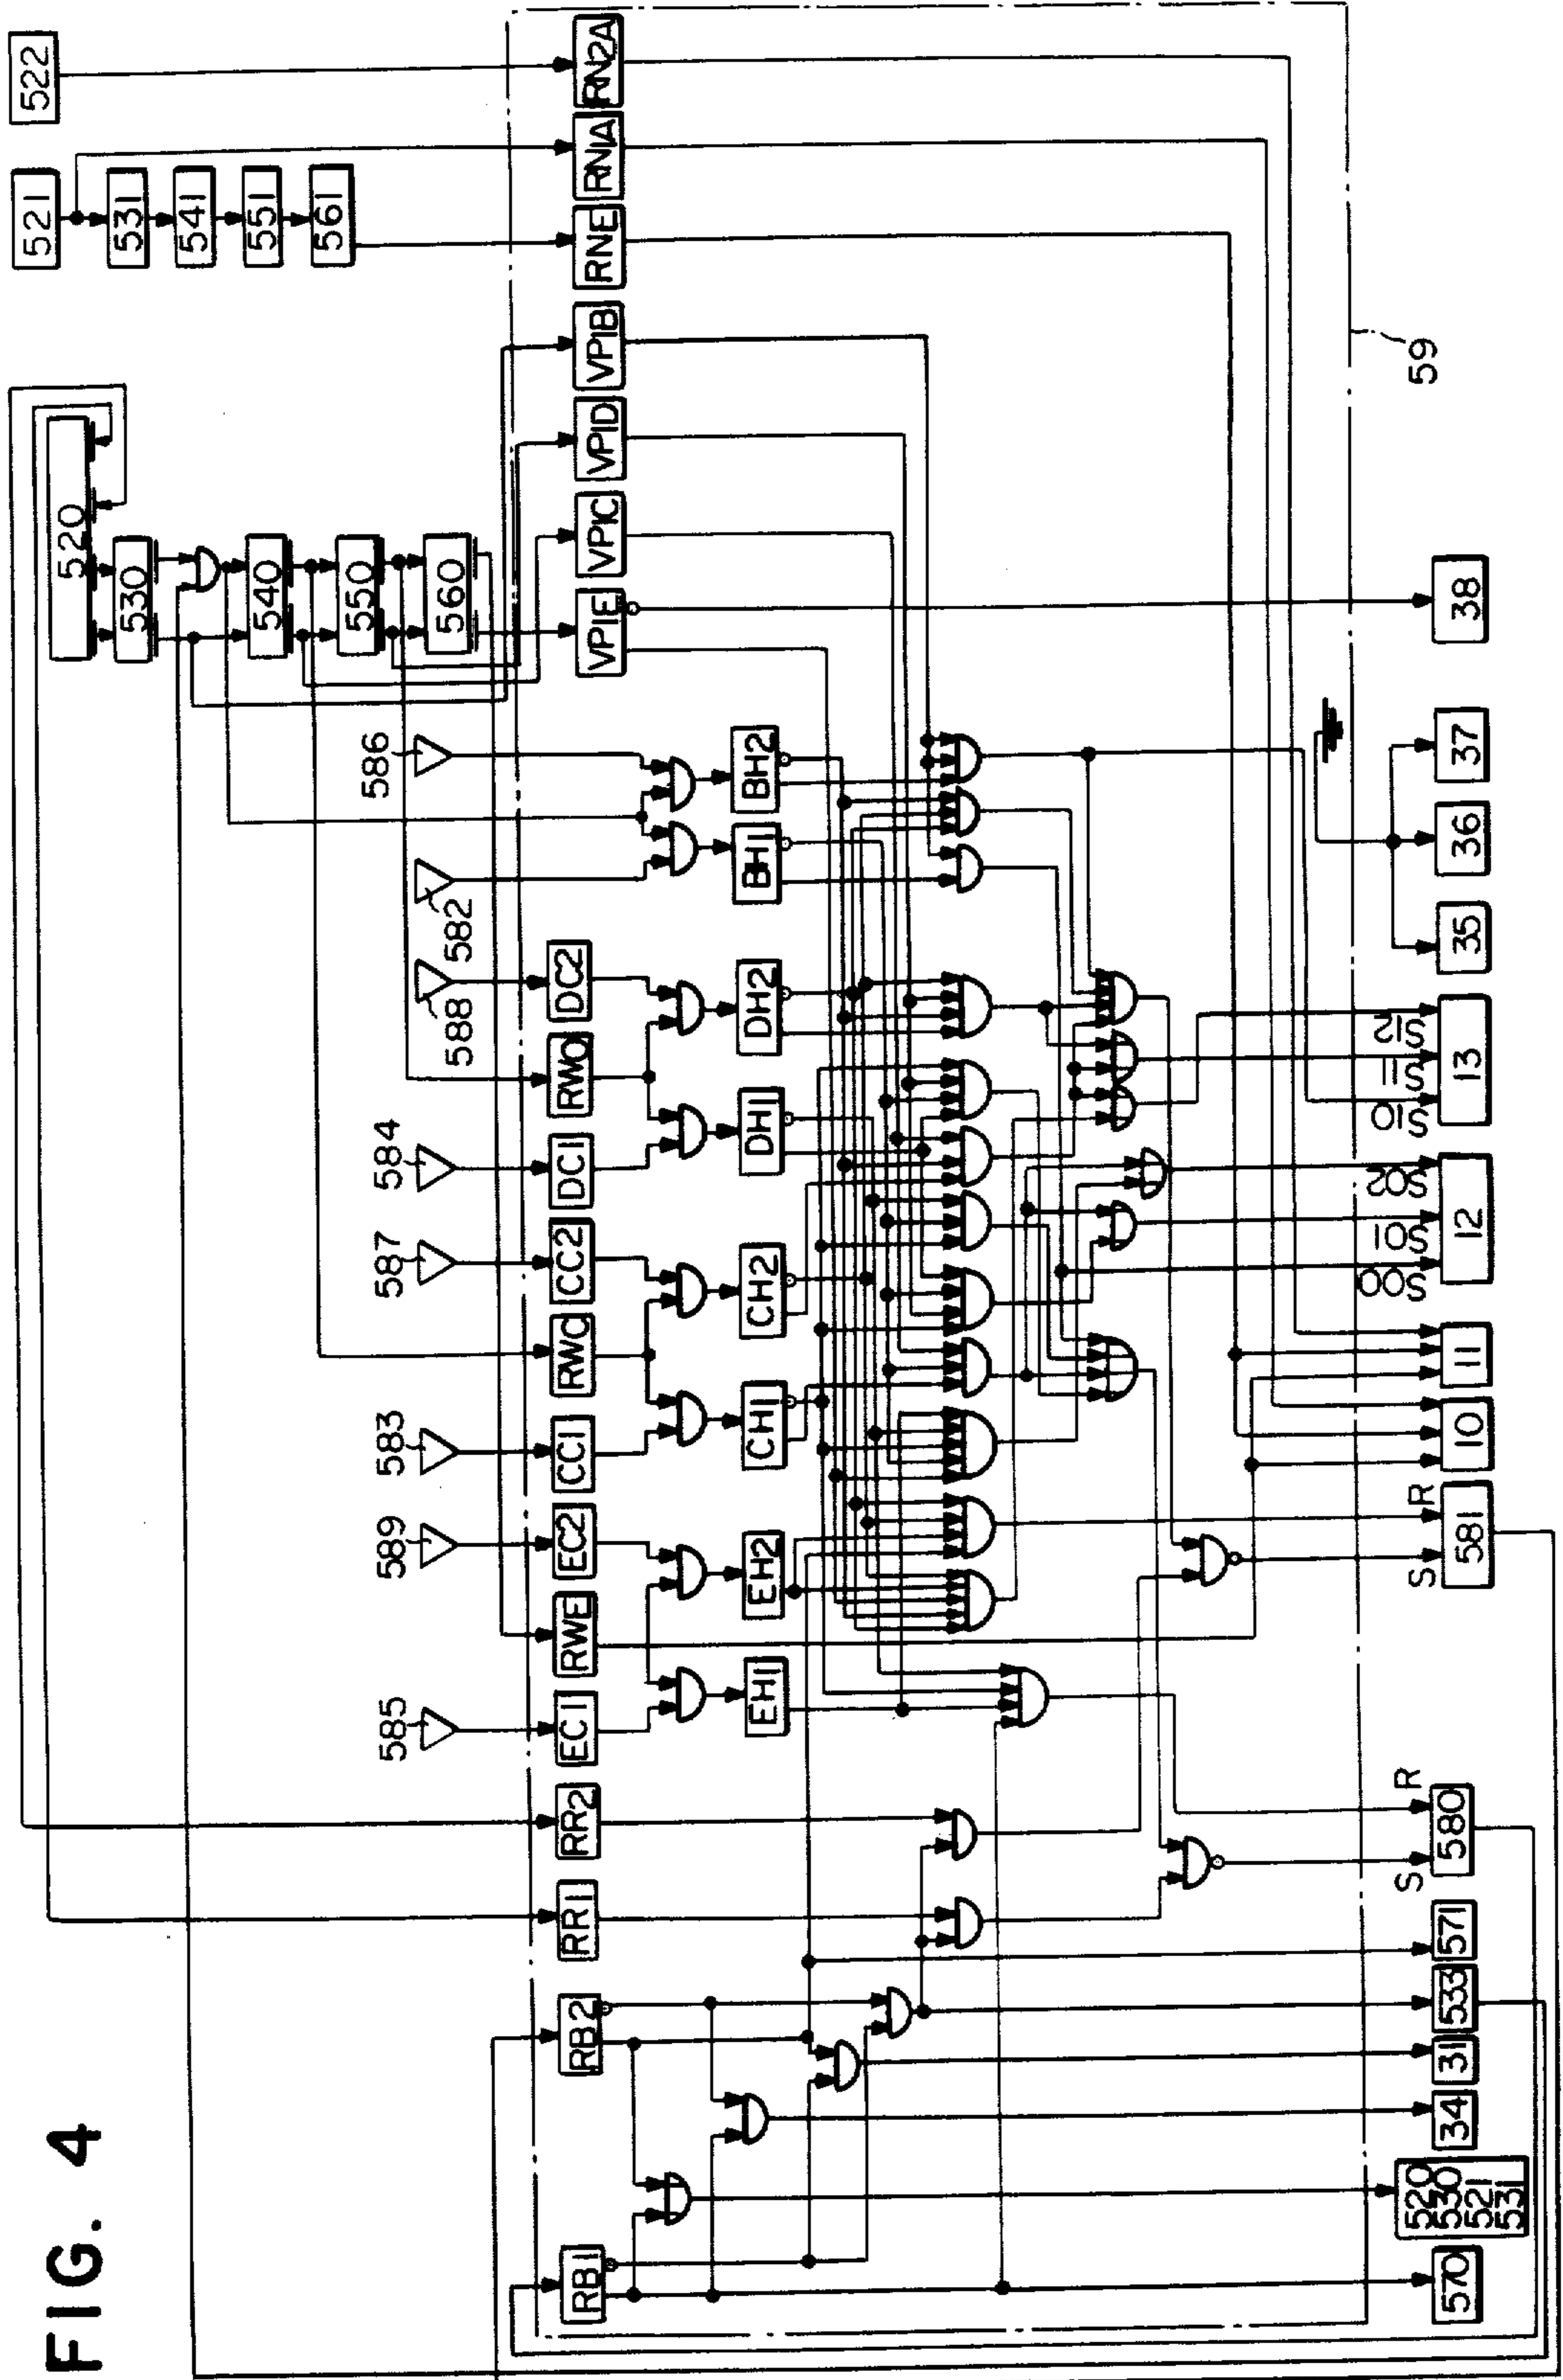 FIG. 4
522
521
531
541
551
561
520
530
540
550
560
586
582
588
584
587
583
589
585
RN2A
RN1A
RNE
VP1B
VP1D
VP1C
VP1E
BH2
BH1
DC2
RWD
DC1
CC2
RWC
CC1
EC2
RWE
EC1
RR2
RR1
RB2
RB1
DH2
DH1
CH2
CH1
EH2
EH1
59
38
37
36
35
S12
S11
S10
13
S02
S01
S00
12
11
10
R
S
581
R
S
580
571
533
31
34
520
530
521
531
570